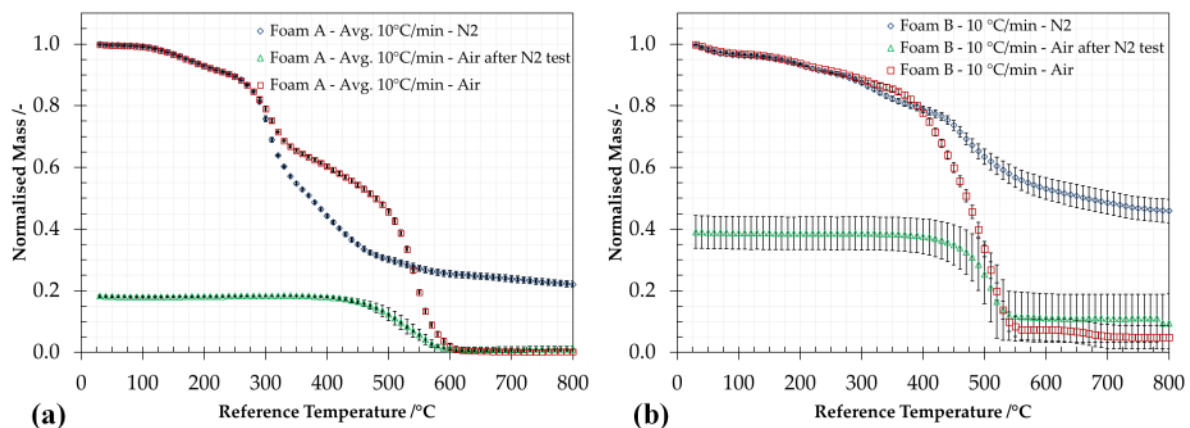 Foam A - Avg. 10°C/min - N2
Foam A - Avg. 10°C/min - Air after N2 test
Foam A - Avg. 10°C/min - Air
1.0
0.8
0.6
0.4
0.2
0.0
Normalised Mass /-
0 100 200 300 400 500 600 700 800
Reference Temperature /°C
(a)
Foam B - 10 °C/min - N2
Foam B - 10 °C/min - Air after N2 test
Foam B - 10 °C/min - Air
1.0
0.8
0.6
0.4
0.2
0.0
Normalised Mass /-
0 100 200 300 400 500 600 700 800
Reference Temperature /°C
(b)